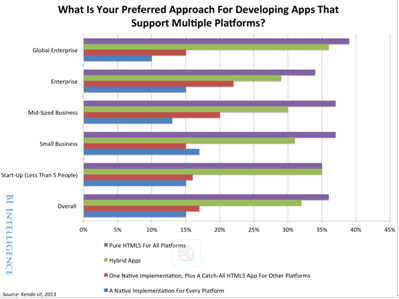 What Is Your Preferred Approach For Developing Apps That
Support Multiple Platforms?
Global Enterprise
Enterprise
Mid-Sized Business
Small Business
Start-Up (Less Than 5 People)
Overall
0% 5% 10% 15% 20% 25% 30% 35% 40% 45%
Pure HTML5 For All Platforms
Hybrid Apps
One Native Implementation, Plus A Catch-All HTML5 App For Other Platforms
A Native Implementation For Every Platform
BI INTELLIGENCE
Source: Kendo UI, 2013